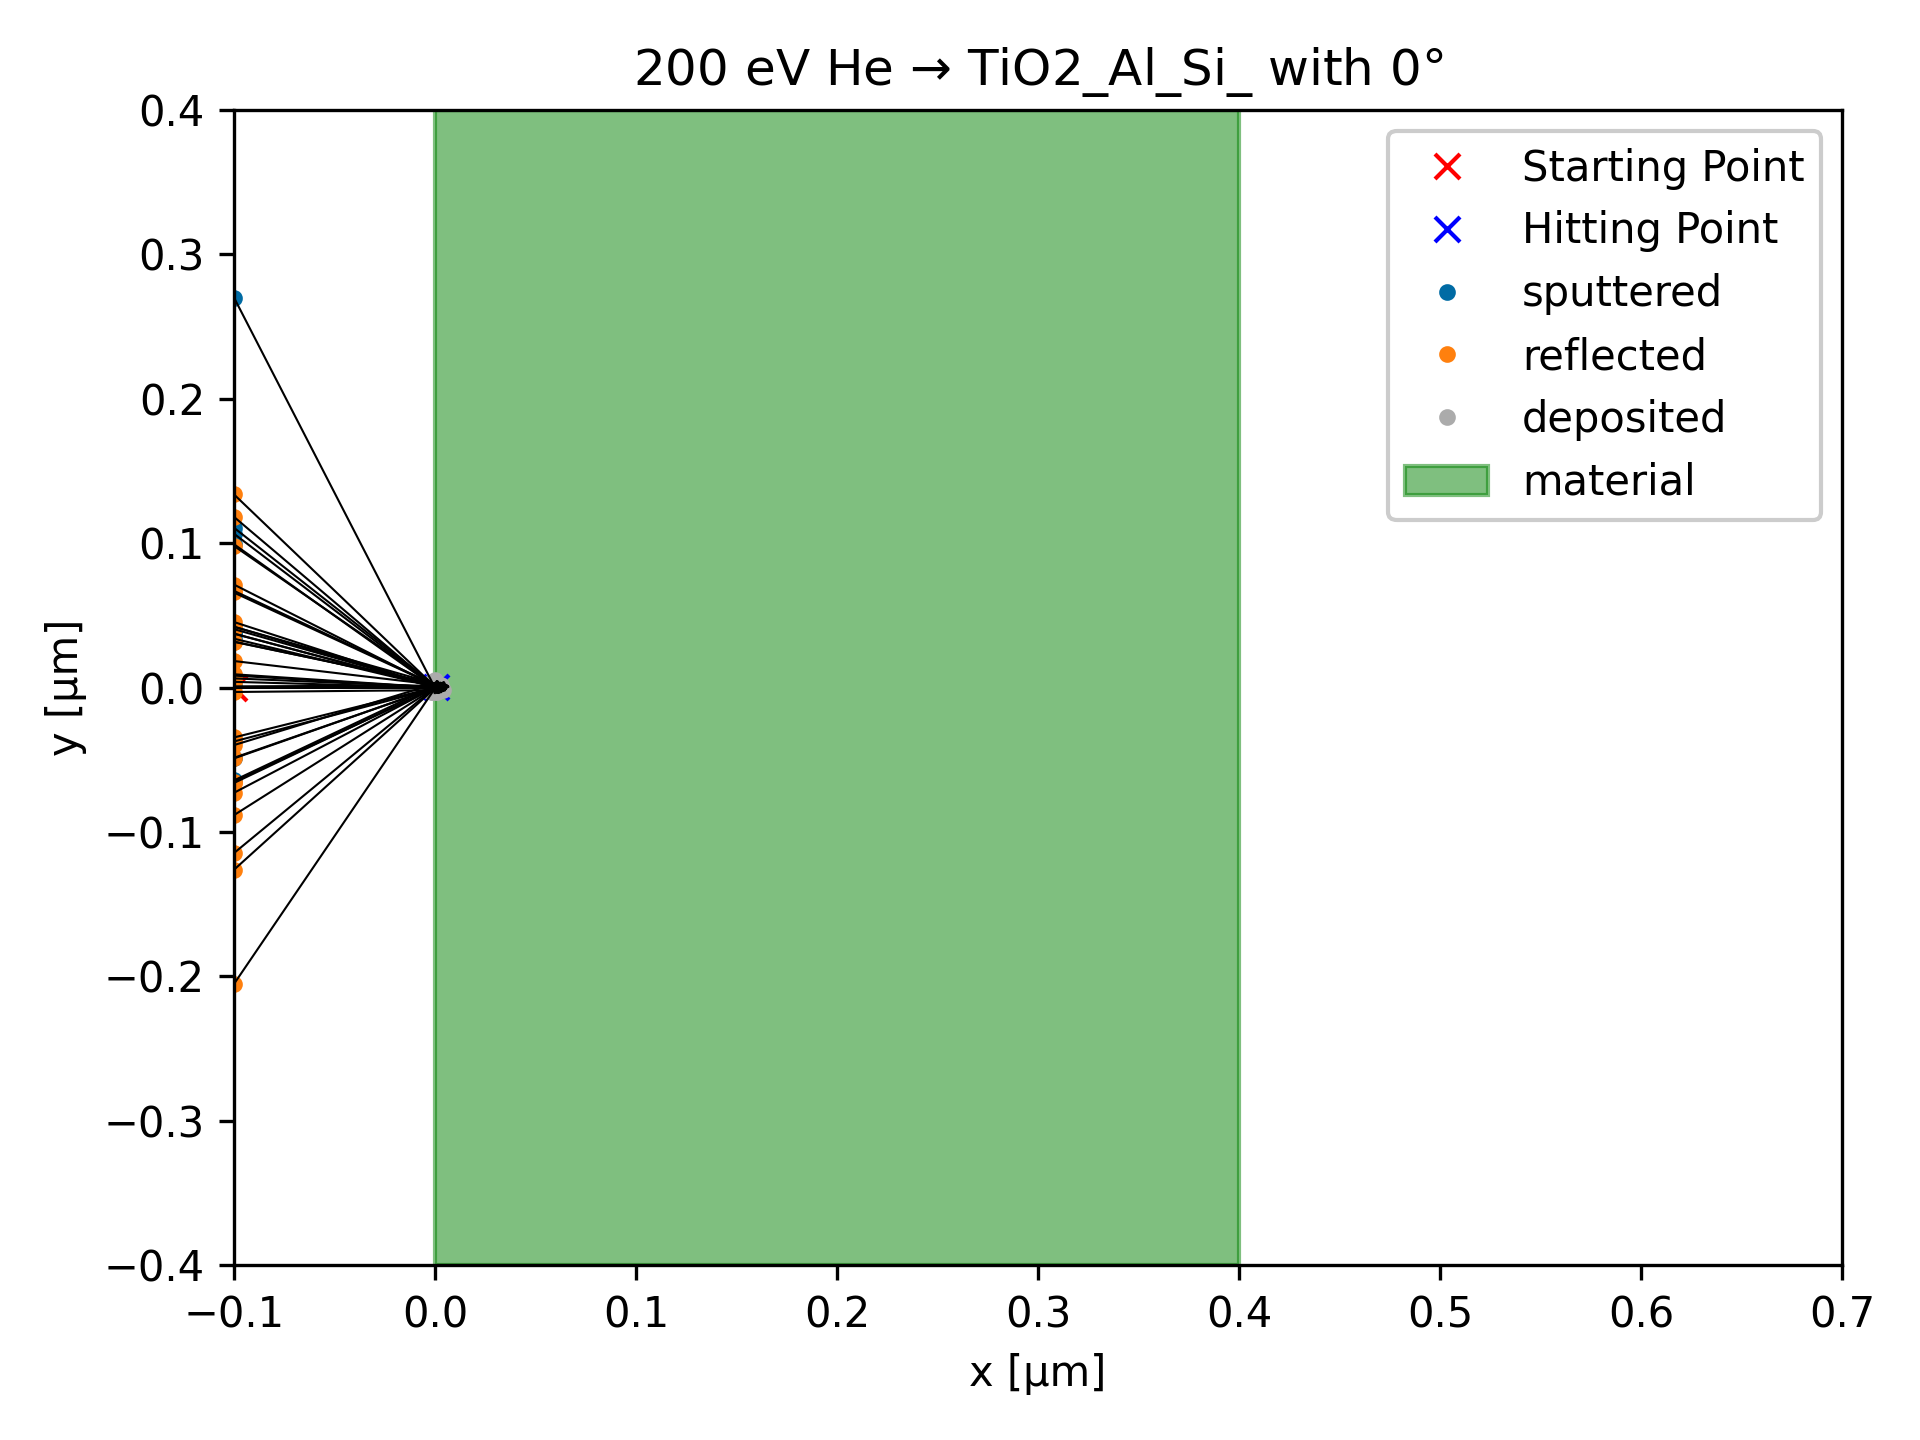 200 eV He → TiO2_Al_Si_ with 0°
0.4
0.3
0.2
0.1
0.0
−0.1
−0.2
−0.3
−0.4
y [µm]
Starting Point
Hitting Point
sputtered
reflected
deposited
material
−0.1 0.0 0.1 0.2 0.3 0.4 0.5 0.6 0.7
x [µm]